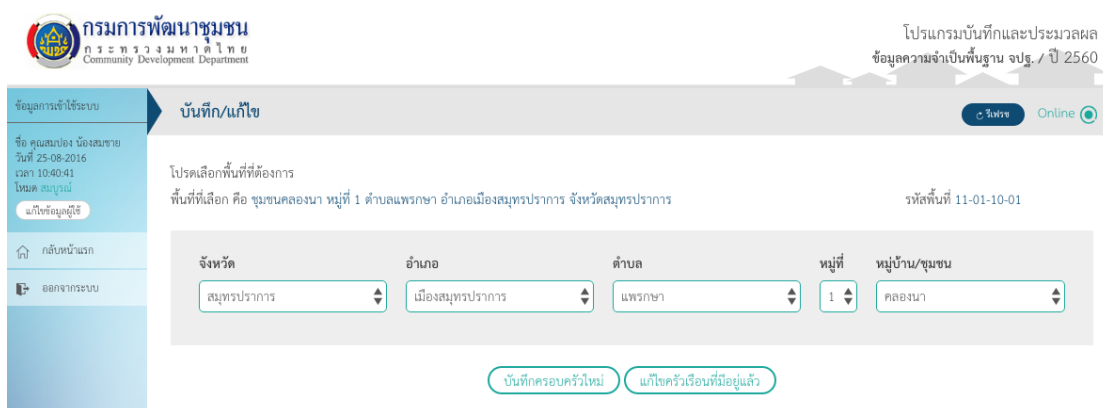 กรมการพัฒนาชุมชน
กระทรวงมหาดไทย
Community Development Department
โปรแกรมบันทึกและประมวลผล
ข้อมูลความจำเป็นพื้นฐาน จปฐ. / ปี 2560
ข้อมูลการเข้าใช้ระบบ
บันทึก/แก้ไข
รีเฟรช
Online
ชื่อ คุณสมปอง น้องสมชาย
วันที่ 25-08-2016
เวลา 10:40:41
โหมด สมบูรณ์
แก้ไขข้อมูลผู้ใช้
กลับหน้าแรก
ออกจากระบบ
โปรดเลือกพื้นที่ที่ต้องการ
พื้นที่ที่เลือก คือ ชุมชนคลองนา หมู่ที่ 1 ตำบลแพรกษา อำเภอเมืองสมุทรปราการ จังหวัดสมุทรปราการ รหัสพื้นที่ 11-01-10-01
จังหวัด อำเภอ ตำบล หมู่ที่ หมู่บ้าน/ชุมชน
สมุทรปราการ เมืองสมุทรปราการ แพรกษา 1 คลองนา
บันทึกครอบครัวใหม่ แก้ไขครัวเรือนที่มีอยู่แล้ว